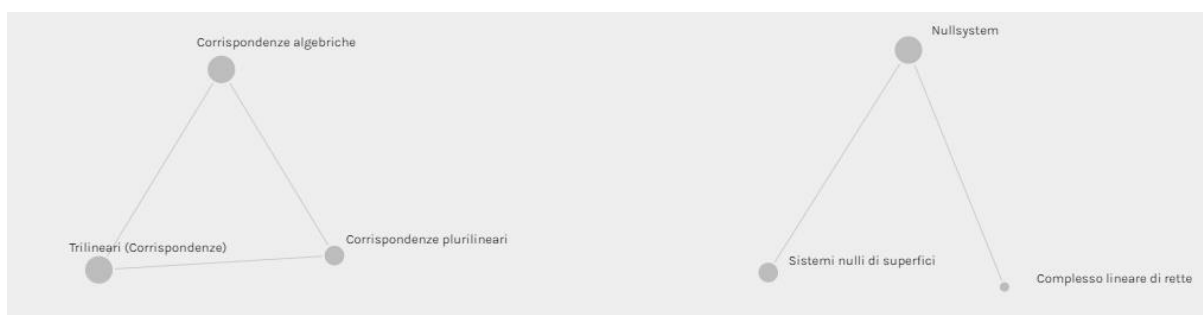 Corrispondenze algebriche
Trilineari (Corrispondenze)
Corrispondenze plurilineari
Nullsystem
Sistemi nulli di superfici
Complesso lineare di rette